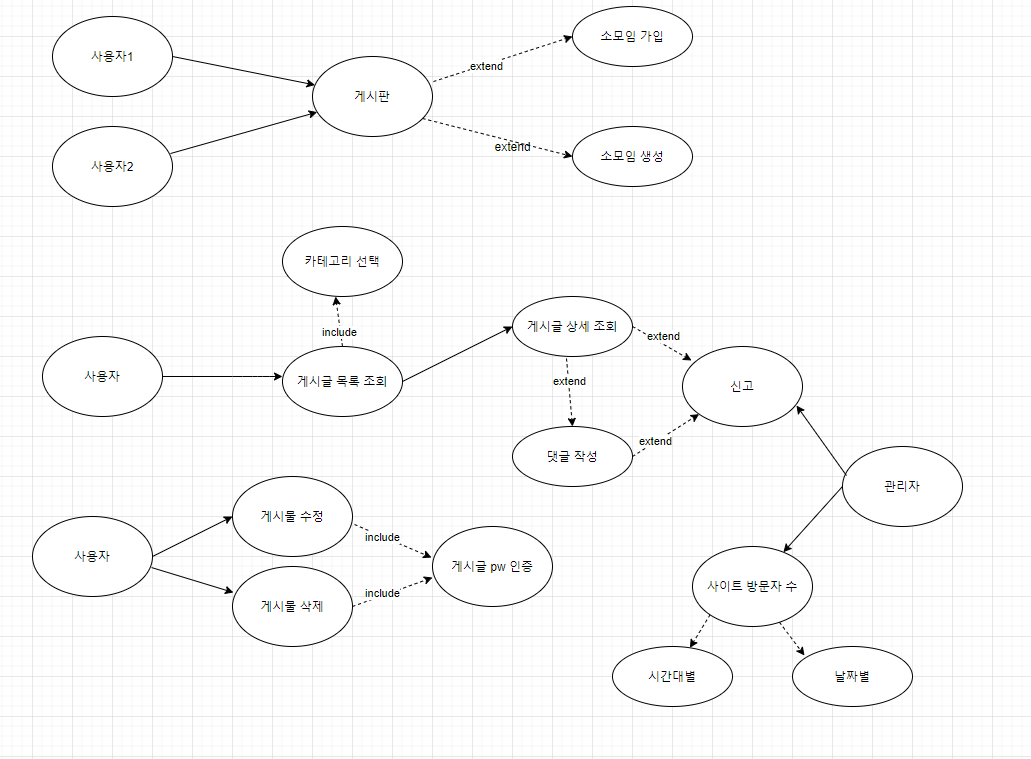 사용자1
게시판
소모임 가입
extend
사용자2
extend
소모임 생성
카테고리 선택
include
사용자
게시글 목록 조회
게시글 상세 조회
extend
extend
신고
댓글 작성
extend
관리자
사용자
게시물 수정
include
게시물 삭제
include
게시글 pw 인증
사이트 방문자 수
시간대별
날짜별